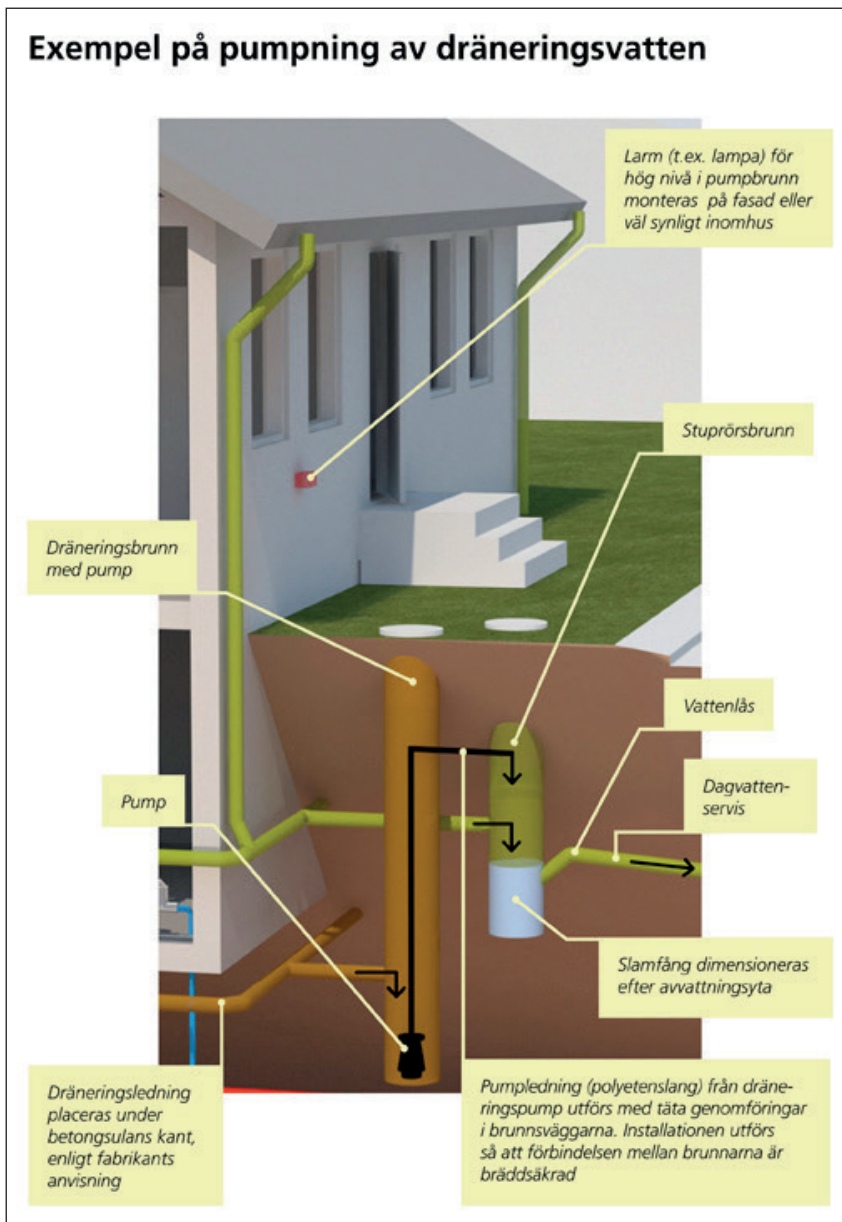 Exempel på pumpning av dräneringsvatten
Larm (t.ex. lampa) för
hög nivå i pumpbrunn
monteras på fasad eller
väl synligt inomhus
Stuprörsbrunn
Dräneringsbrunn
med pump
Vattenlås
Pump
Dagvatten-
servis
Slamfång dimensioneras
efter avvattningsyta
Dräneringsledning
placeras under
betongsulans kant,
enligt fabrikants
anvisning
Pumpledning (polyetenslang) från dräne-
ringspump utförs med täta genomföringar
i brunnsväggarna. Installationen utförs
så att förbindelsen mellan brunnarna är
bräddsäkrad